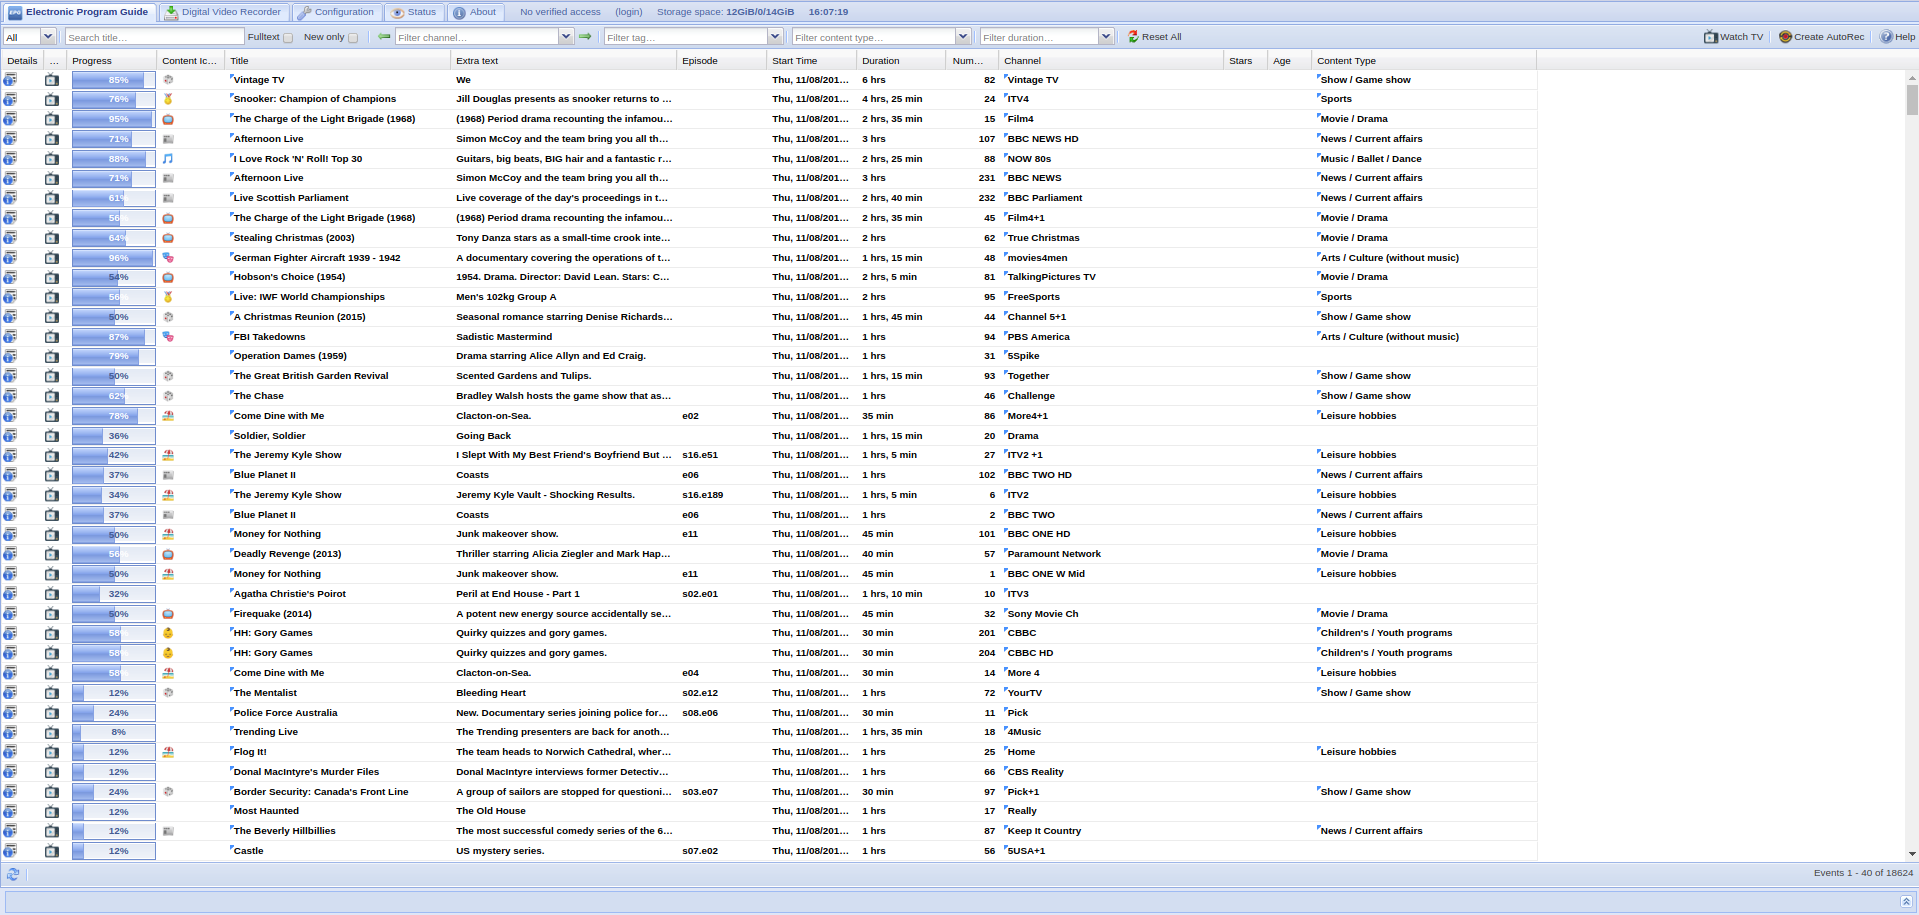 Electronic Program Guide Digital Video Recorder Configuration Status About No verified access (login) Storage space: 12GiB/0/14GiB 16:07:19
All Search title... Fulltext New only Filter channel... Filter tag... Filter content type... Filter duration... Reset All Watch TV Create AutoRec Help
Details ... Progress Content Ic... Title Extra text Episode Start Time Duration Num... Channel Stars Age Content Type
85% Vintage TV We Thu, 11/08/201... 6 hrs 82 Vintage TV Show / Game show
76% Snooker: Champion of Champions Jill Douglas presents as snooker returns to ... Thu, 11/08/201... 4 hrs, 25 min 24 ITV4 Sports
95% The Charge of the Light Brigade (1968) (1968) Period drama recounting the infamou... Thu, 11/08/201... 2 hrs, 35 min 15 Film4 Movie / Drama
71% Afternoon Live Simon McCoy and the team bring you all th... Thu, 11/08/201... 3 hrs 107 BBC NEWS HD News / Current affairs
88% I Love Rock 'N' Roll! Top 30 Guitars, big beats, BIG hair and a fantastic r... Thu, 11/08/201... 2 hrs, 25 min 88 NOW 80s Music / Ballet / Dance
71% Afternoon Live Simon McCoy and the team bring you all th... Thu, 11/08/201... 3 hrs 231 BBC NEWS News / Current affairs
61% Live Scottish Parliament Live coverage of the day's proceedings in t... Thu, 11/08/201... 2 hrs, 40 min 232 BBC Parliament News / Current affairs
56% The Charge of the Light Brigade (1968) (1968) Period drama recounting the infamou... Thu, 11/08/201... 2 hrs, 35 min 45 Film4+1 Movie / Drama
64% Stealing Christmas (2003) Tony Danza stars as a small-time crook inte... Thu, 11/08/201... 2 hrs 62 True Christmas Movie / Drama
96% German Fighter Aircraft 1939 - 1942 A documentary covering the operations of t... Thu, 11/08/201... 1 hrs, 15 min 48 movies4men Arts / Culture (without music)
54% Hobson's Choice (1954) 1954. Drama. Director: David Lean. Stars: C... Thu, 11/08/201... 2 hrs, 5 min 81 TalkingPictures TV Movie / Drama
56% Live: IWF World Championships Men's 102kg Group A Thu, 11/08/201... 2 hrs 95 FreeSports Sports
50% A Christmas Reunion (2015) Seasonal romance starring Denise Richards... Thu, 11/08/201... 1 hrs, 45 min 44 Channel 5+1 Show / Game show
87% FBI Takedowns Sadistic Mastermind Thu, 11/08/201... 1 hrs 94 PBS America Arts / Culture (without music)
79% Operation Dames (1959) Drama starring Alice Allyn and Ed Craig. Thu, 11/08/201... 1 hrs 31 5Spike
50% The Great British Garden Revival Scented Gardens and Tulips. Thu, 11/08/201... 1 hrs, 15 min 93 Together Show / Game show
62% The Chase Bradley Walsh hosts the game show that as... Thu, 11/08/201... 1 hrs 46 Challenge Show / Game show
78% Come Dine with Me Clacton-on-Sea. e02 Thu, 11/08/201... 35 min 86 More4+1 Leisure hobbies
36% Soldier, Soldier Going Back Thu, 11/08/201... 1 hrs, 15 min 20 Drama
42% The Jeremy Kyle Show I Slept With My Best Friend's Boyfriend But ... s16.e51 Thu, 11/08/201... 1 hrs, 5 min 27 ITV2 +1 Leisure hobbies
37% Blue Planet II Coasts e06 Thu, 11/08/201... 1 hrs 102 BBC TWO HD News / Current affairs
34% The Jeremy Kyle Show Jeremy Kyle Vault - Shocking Results. s16.e189 Thu, 11/08/201... 1 hrs, 5 min 6 ITV2 Leisure hobbies
37% Blue Planet II Coasts e06 Thu, 11/08/201... 1 hrs 2 BBC TWO News / Current affairs
50% Money for Nothing Junk makeover show. e11 Thu, 11/08/201... 45 min 101 BBC ONE HD Leisure hobbies
56% Deadly Revenge (2013) Thriller starring Alicia Ziegler and Mark Hap... Thu, 11/08/201... 40 min 57 Paramount Network Movie / Drama
50% Money for Nothing Junk makeover show. e11 Thu, 11/08/201... 45 min 1 BBC ONE W Mid Leisure hobbies
32% Agatha Christie's Poirot Peril at End House - Part 1 s02.e01 Thu, 11/08/201... 1 hrs, 10 min 10 ITV3
50% Firequake (2014) A potent new energy source accidentally se... Thu, 11/08/201... 45 min 32 Sony Movie Ch Movie / Drama
58% HH: Gory Games Quirky quizzes and gory games. Thu, 11/08/201... 30 min 201 CBBC Children's / Youth programs
58% HH: Gory Games Quirky quizzes and gory games. Thu, 11/08/201... 30 min 204 CBBC HD Children's / Youth programs
58% Come Dine with Me Clacton-on-Sea. e04 Thu, 11/08/201... 30 min 14 More 4 Leisure hobbies
12% The Mentalist Bleeding Heart s02.e12 Thu, 11/08/201... 1 hrs 72 YourTV Show / Game show
24% Police Force Australia New. Documentary series joining police for... s08.e06 Thu, 11/08/201... 30 min 11 Pick
8% Trending Live The Trending presenters are back for anoth... Thu, 11/08/201... 1 hrs, 35 min 18 4Music
12% Flog It! The team heads to Norwich Cathedral, wher... Thu, 11/08/201... 1 hrs 25 Home Leisure hobbies
12% Donal MacIntyre's Murder Files Donal MacIntyre interviews former Detectiv... Thu, 11/08/201... 1 hrs 66 CBS Reality
24% Border Security: Canada's Front Line A group of sailors are stopped for questioni... s03.e07 Thu, 11/08/201... 30 min 97 Pick+1 Show / Game show
12% Most Haunted The Old House Thu, 11/08/201... 1 hrs 17 Really
12% The Beverly Hillbillies The most successful comedy series of the 6... Thu, 11/08/201... 1 hrs 87 Keep It Country News / Current affairs
12% Castle US mystery series. s07.e02 Thu, 11/08/201... 1 hrs 56 5USA+1
Events 1 - 40 of 18624